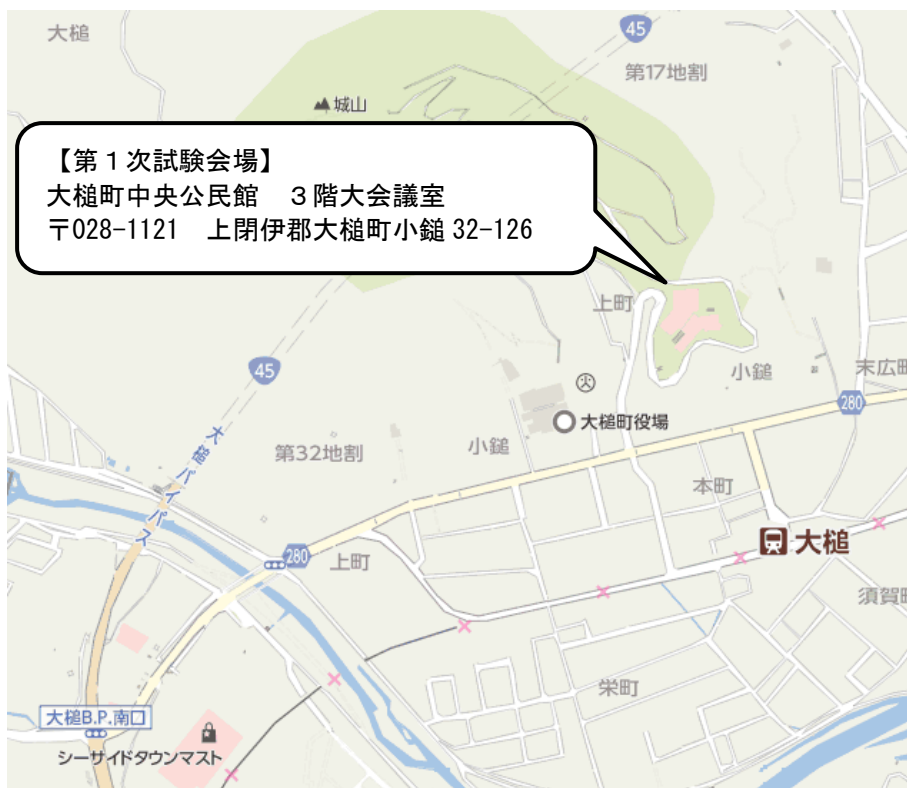 大槌
45
第17地割
城山
【第１次試験会場】
大槌町中央公民館　３階大会議室
〒028-1121　上閉伊郡大槌町小鎚 32-126
上町
45
小鎚
末広町
280
大槌町役場
大槌バイパス
第32地割
小鎚
本町
大槌
280
上町
須賀町
栄町
大槌B.P.南口
シーサイドタウンマスト